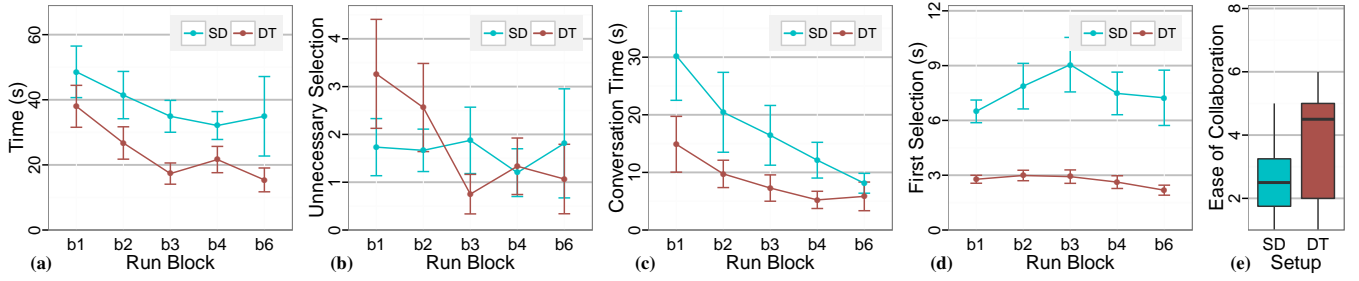 Time (s)
60
40
20
0
SD DT
b1 b2 b3 b4 b6
(a) Run Block
Unnecessary Selection
4
3
2
1
0
SD DT
b1 b2 b3 b4 b6
(b) Run Block
Conversation Time (s)
30
20
10
0
SD DT
b1 b2 b3 b4 b6
(c) Run Block
First Selection (s)
12
9
6
3
0
SD DT
b1 b2 b3 b4 b6
(d) Run Block
Ease of Collaboration
8
6
4
2
SD DT
(e) Setup